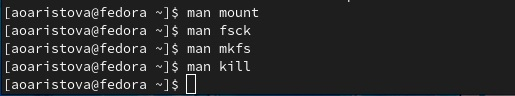 [aoaristova@fedora ~]$ man mount
[aoaristova@fedora ~]$ man fsck
[aoaristova@fedora ~]$ man mkfs
[aoaristova@fedora ~]$ man kill
[aoaristova@fedora ~]$